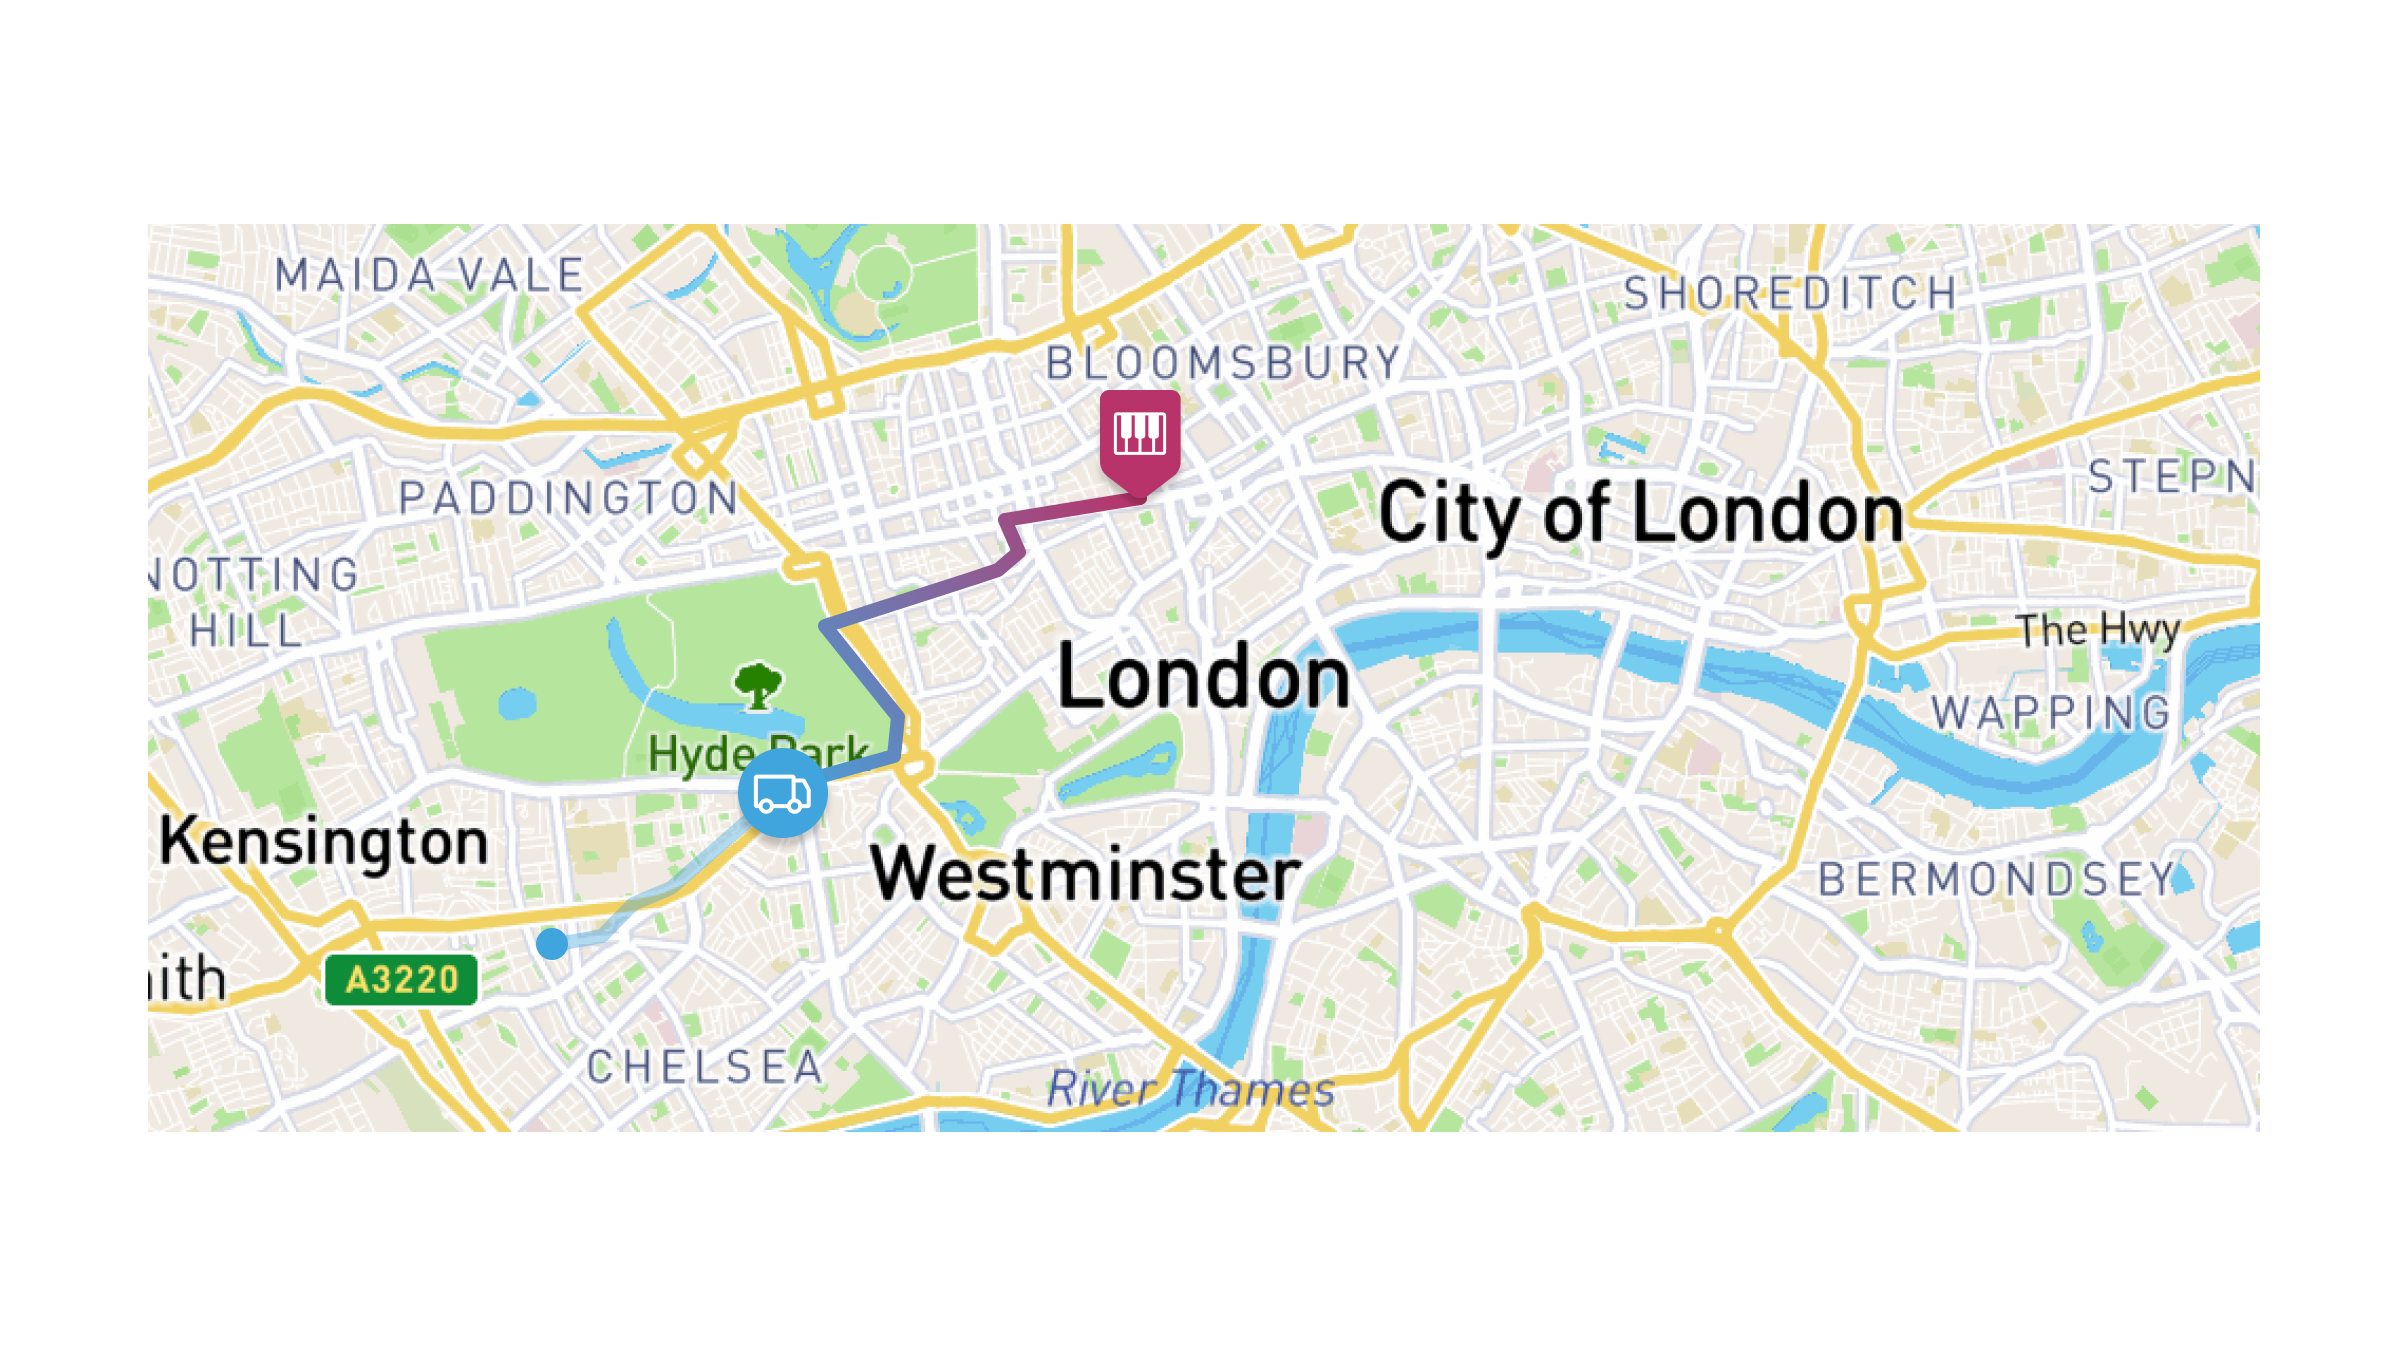 MAIDA VALE
SHOREDITCH
BLOOMSBURY
PADDINGTON
City of London
STEPN
NOTTING
HILL
The Hwy
London
WAPPING
Hyde Park
Kensington
Westminster
BERMONDSEY
ith
A3220
CHELSEA
River Thames